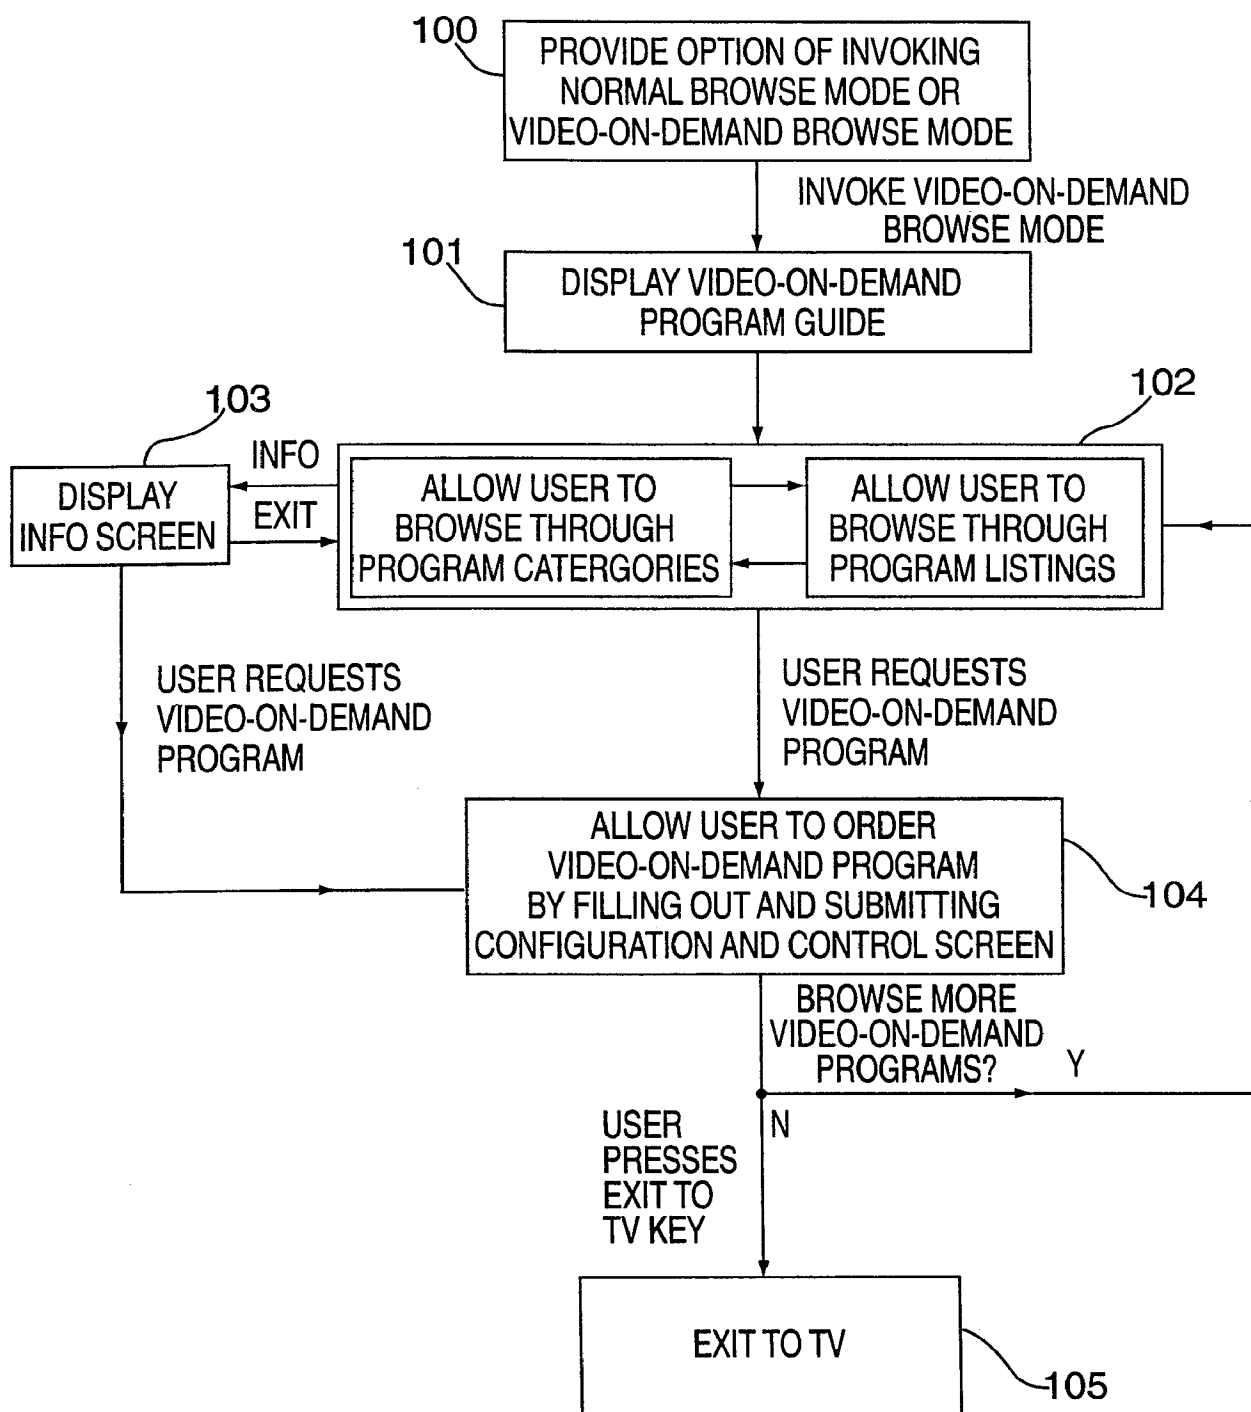 100
PROVIDE OPTION OF INVOKING
NORMAL BROWSE MODE OR
VIDEO-ON-DEMAND BROWSE MODE
INVOKE VIDEO-ON-DEMAND
BROWSE MODE
101
DISPLAY VIDEO-ON-DEMAND
PROGRAM GUIDE
102
103
INFO
EXIT
DISPLAY
INFO SCREEN
ALLOW USER TO
BROWSE THROUGH
PROGRAM CATERGORIES
ALLOW USER TO
BROWSE THROUGH
PROGRAM LISTINGS
USER REQUESTS
VIDEO-ON-DEMAND
PROGRAM
USER REQUESTS
VIDEO-ON-DEMAND
PROGRAM
ALLOW USER TO ORDER
VIDEO-ON-DEMAND PROGRAM
BY FILLING OUT AND SUBMITTING
CONFIGURATION AND CONTROL SCREEN
104
BROWSE MORE
VIDEO-ON-DEMAND
PROGRAMS?
Y
N
USER
PRESSES
EXIT TO
TV KEY
EXIT TO TV
105